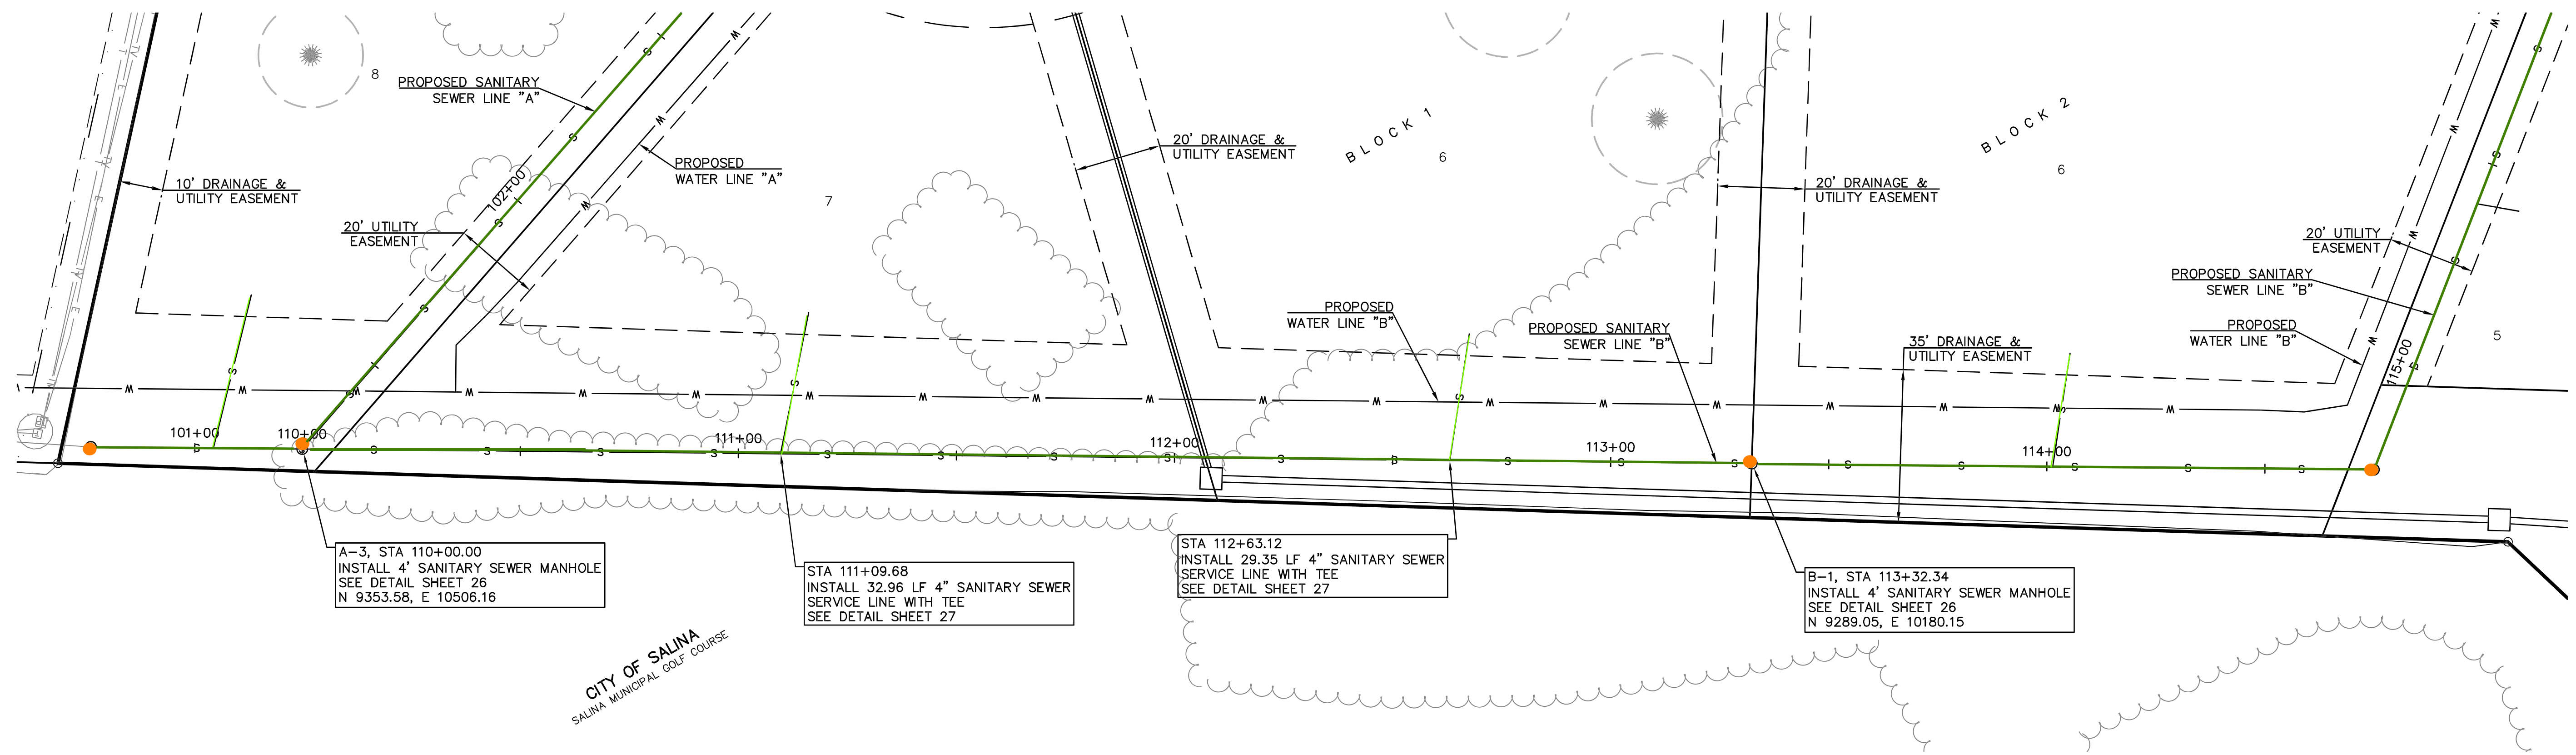 8
PROPOSED SANITARY
SEWER LINE "A"
10' DRAINAGE &
UTILITY EASEMENT
20' UTILITY
EASEMENT
102+00
PROPOSED
WATER LINE "A"
7
20' DRAINAGE &
UTILITY EASEMENT
BLOCK 1
6
20' DRAINAGE &
UTILITY EASEMENT
BLOCK 2
6
20' UTILITY
EASEMENT
PROPOSED SANITARY
SEWER LINE "B"
PROPOSED
WATER LINE "B"
5
115+00
PROPOSED
WATER LINE "B"
PROPOSED SANITARY
SEWER LINE "B"
35' DRAINAGE &
UTILITY EASEMENT
101+00
110+00
111+00
112+00
113+00
114+00
A-3, STA 110+00.00
INSTALL 4' SANITARY SEWER MANHOLE
SEE DETAIL SHEET 26
N 9353.58, E 10506.16
STA 111+09.68
INSTALL 32.96 LF 4" SANITARY SEWER
SERVICE LINE WITH TEE
SEE DETAIL SHEET 27
STA 112+63.12
INSTALL 29.35 LF 4" SANITARY SEWER
SERVICE LINE WITH TEE
SEE DETAIL SHEET 27
B-1, STA 113+32.34
INSTALL 4' SANITARY SEWER MANHOLE
SEE DETAIL SHEET 26
N 9289.05, E 10180.15
CITY OF SALINA
SALINA MUNICIPAL GOLF COURSE